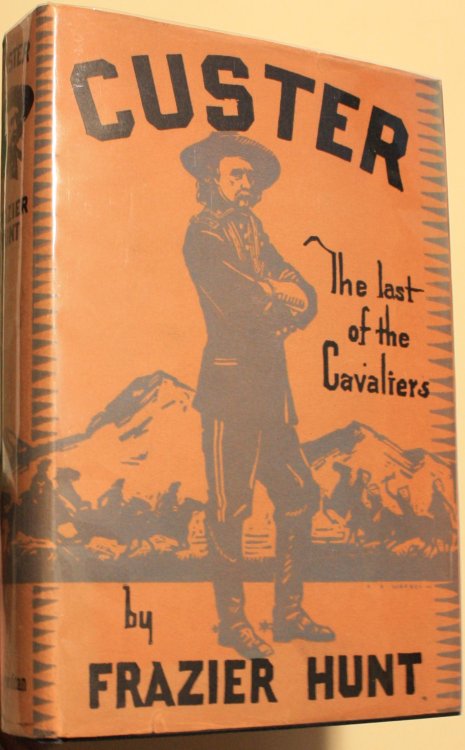 CUSTER
The last
of the
Cavaliers
by
FRAZIER HUNT